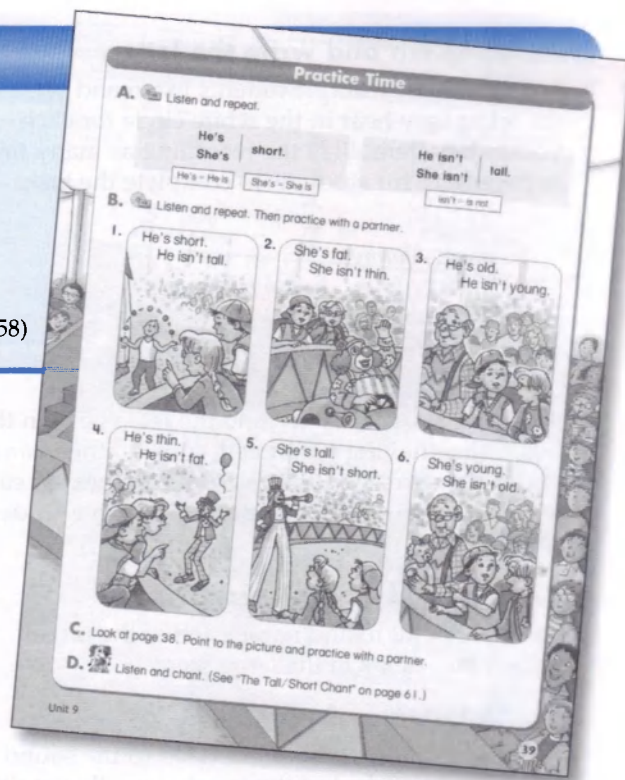 Practice Time
A. Listen and repeat.
He's
She's
short.
He's = He is
She's = She is
He isn't
She isn't
tall.
isn't = is not
B. Listen and repeat. Then practice with a partner.
1. He's short.
He isn't tall.
2. She's fat.
She isn't thin.
3. He's old.
He isn't young.
4. He's thin.
He isn't fat.
5. She's tall.
She isn't short.
6. She's young.
She isn't old.
C. Look at page 38. Point to the picture and practice with a partner.
D. Listen and chant. (See "The Tall/Short Chant" on page 61.)
Unit 9
39
58)